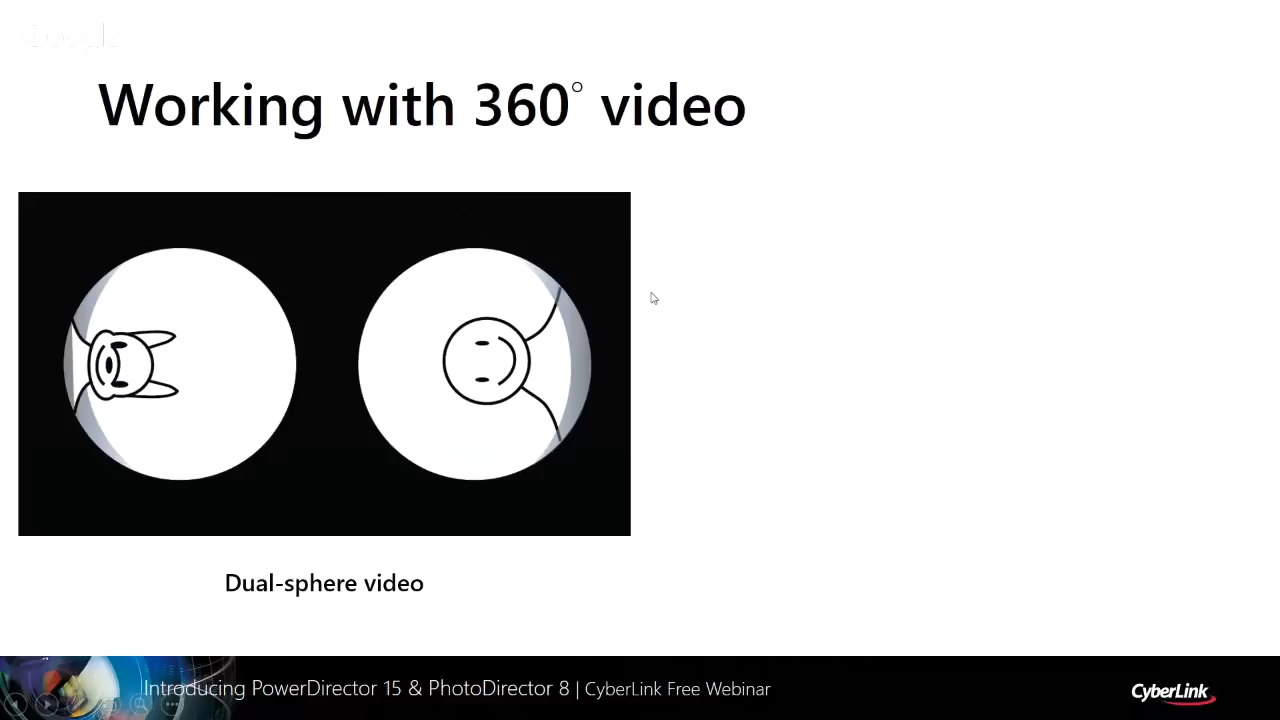 Working with 360° video
Dual-sphere video
Introducing PowerDirector 15 & PhotoDirector 8 | CyberLink Free Webinar
CyberLink